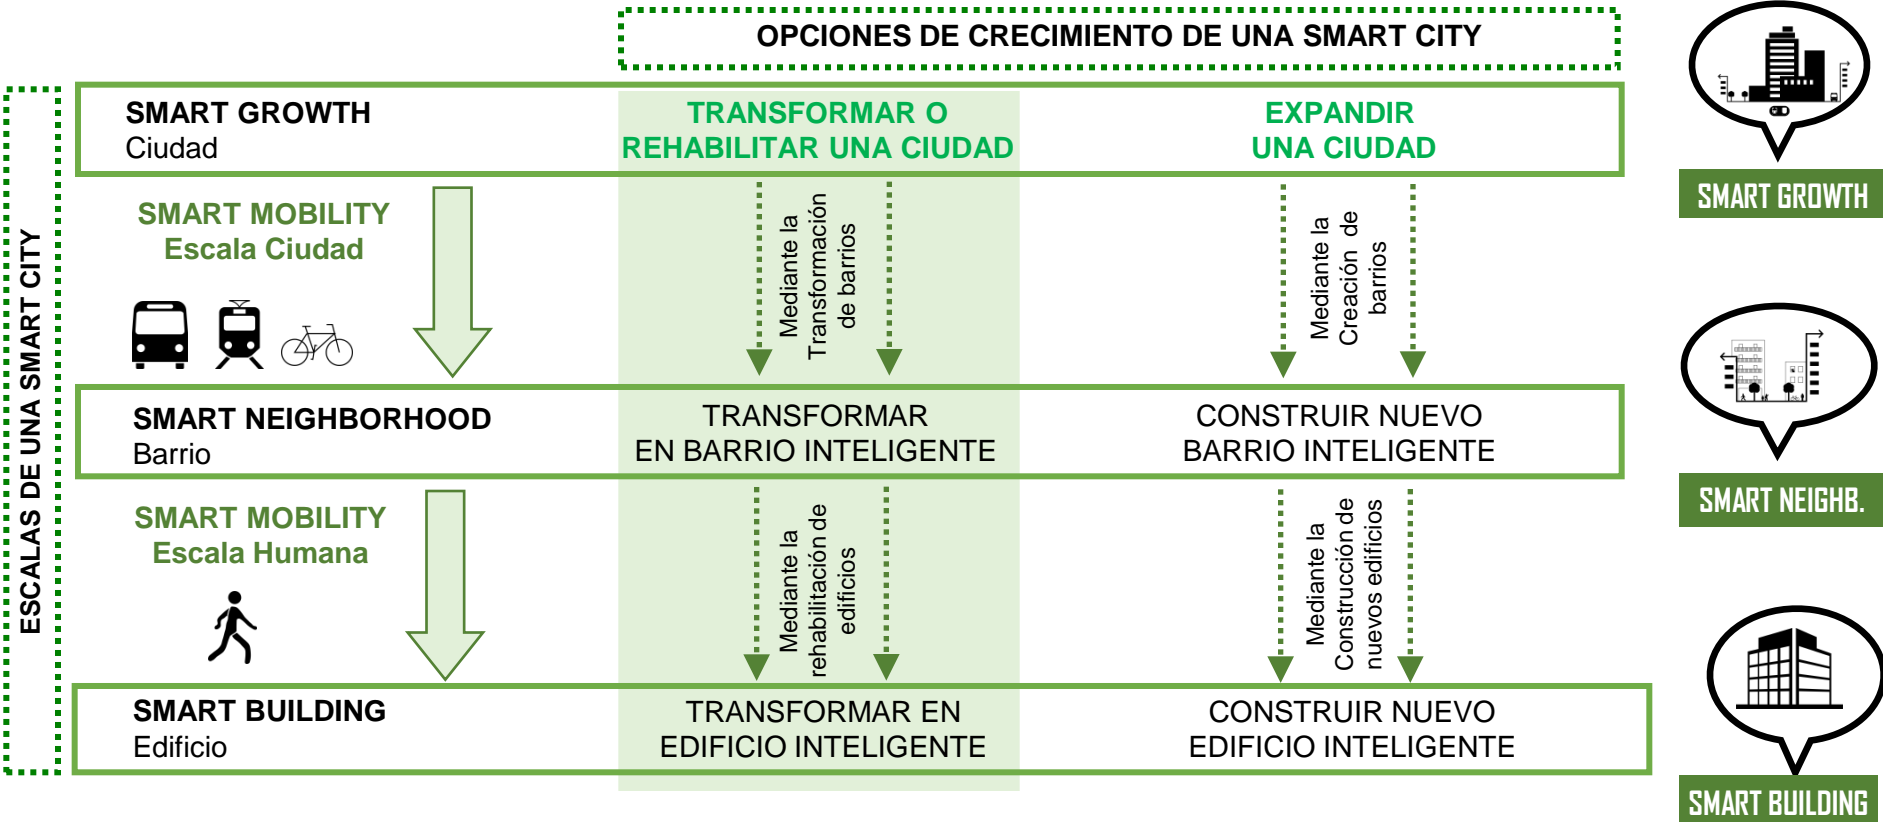 OPCIONES DE CRECIMIENTO DE UNA SMART CITY
ESCALAS DE UNA SMART CITY
SMART GROWTH
Ciudad
TRANSFORMAR O
REHABILITAR UNA CIUDAD
EXPANDIR
UNA CIUDAD
SMART GROWTH
SMART MOBILITY
Escala Ciudad
Mediante la
Transformación
de barrios
Mediante la
Creación de
barrios
SMART NEIGHBORHOOD
Barrio
TRANSFORMAR
EN BARRIO INTELIGENTE
CONSTRUIR NUEVO
BARRIO INTELIGENTE
SMART NEIGHB.
SMART MOBILITY
Escala Humana
Mediante la
rehabilitación de
edificios
Mediante la
Construcción de
nuevos edificios
SMART BUILDING
Edificio
TRANSFORMAR EN
EDIFICIO INTELIGENTE
CONSTRUIR NUEVO
EDIFICIO INTELIGENTE
SMART BUILDING